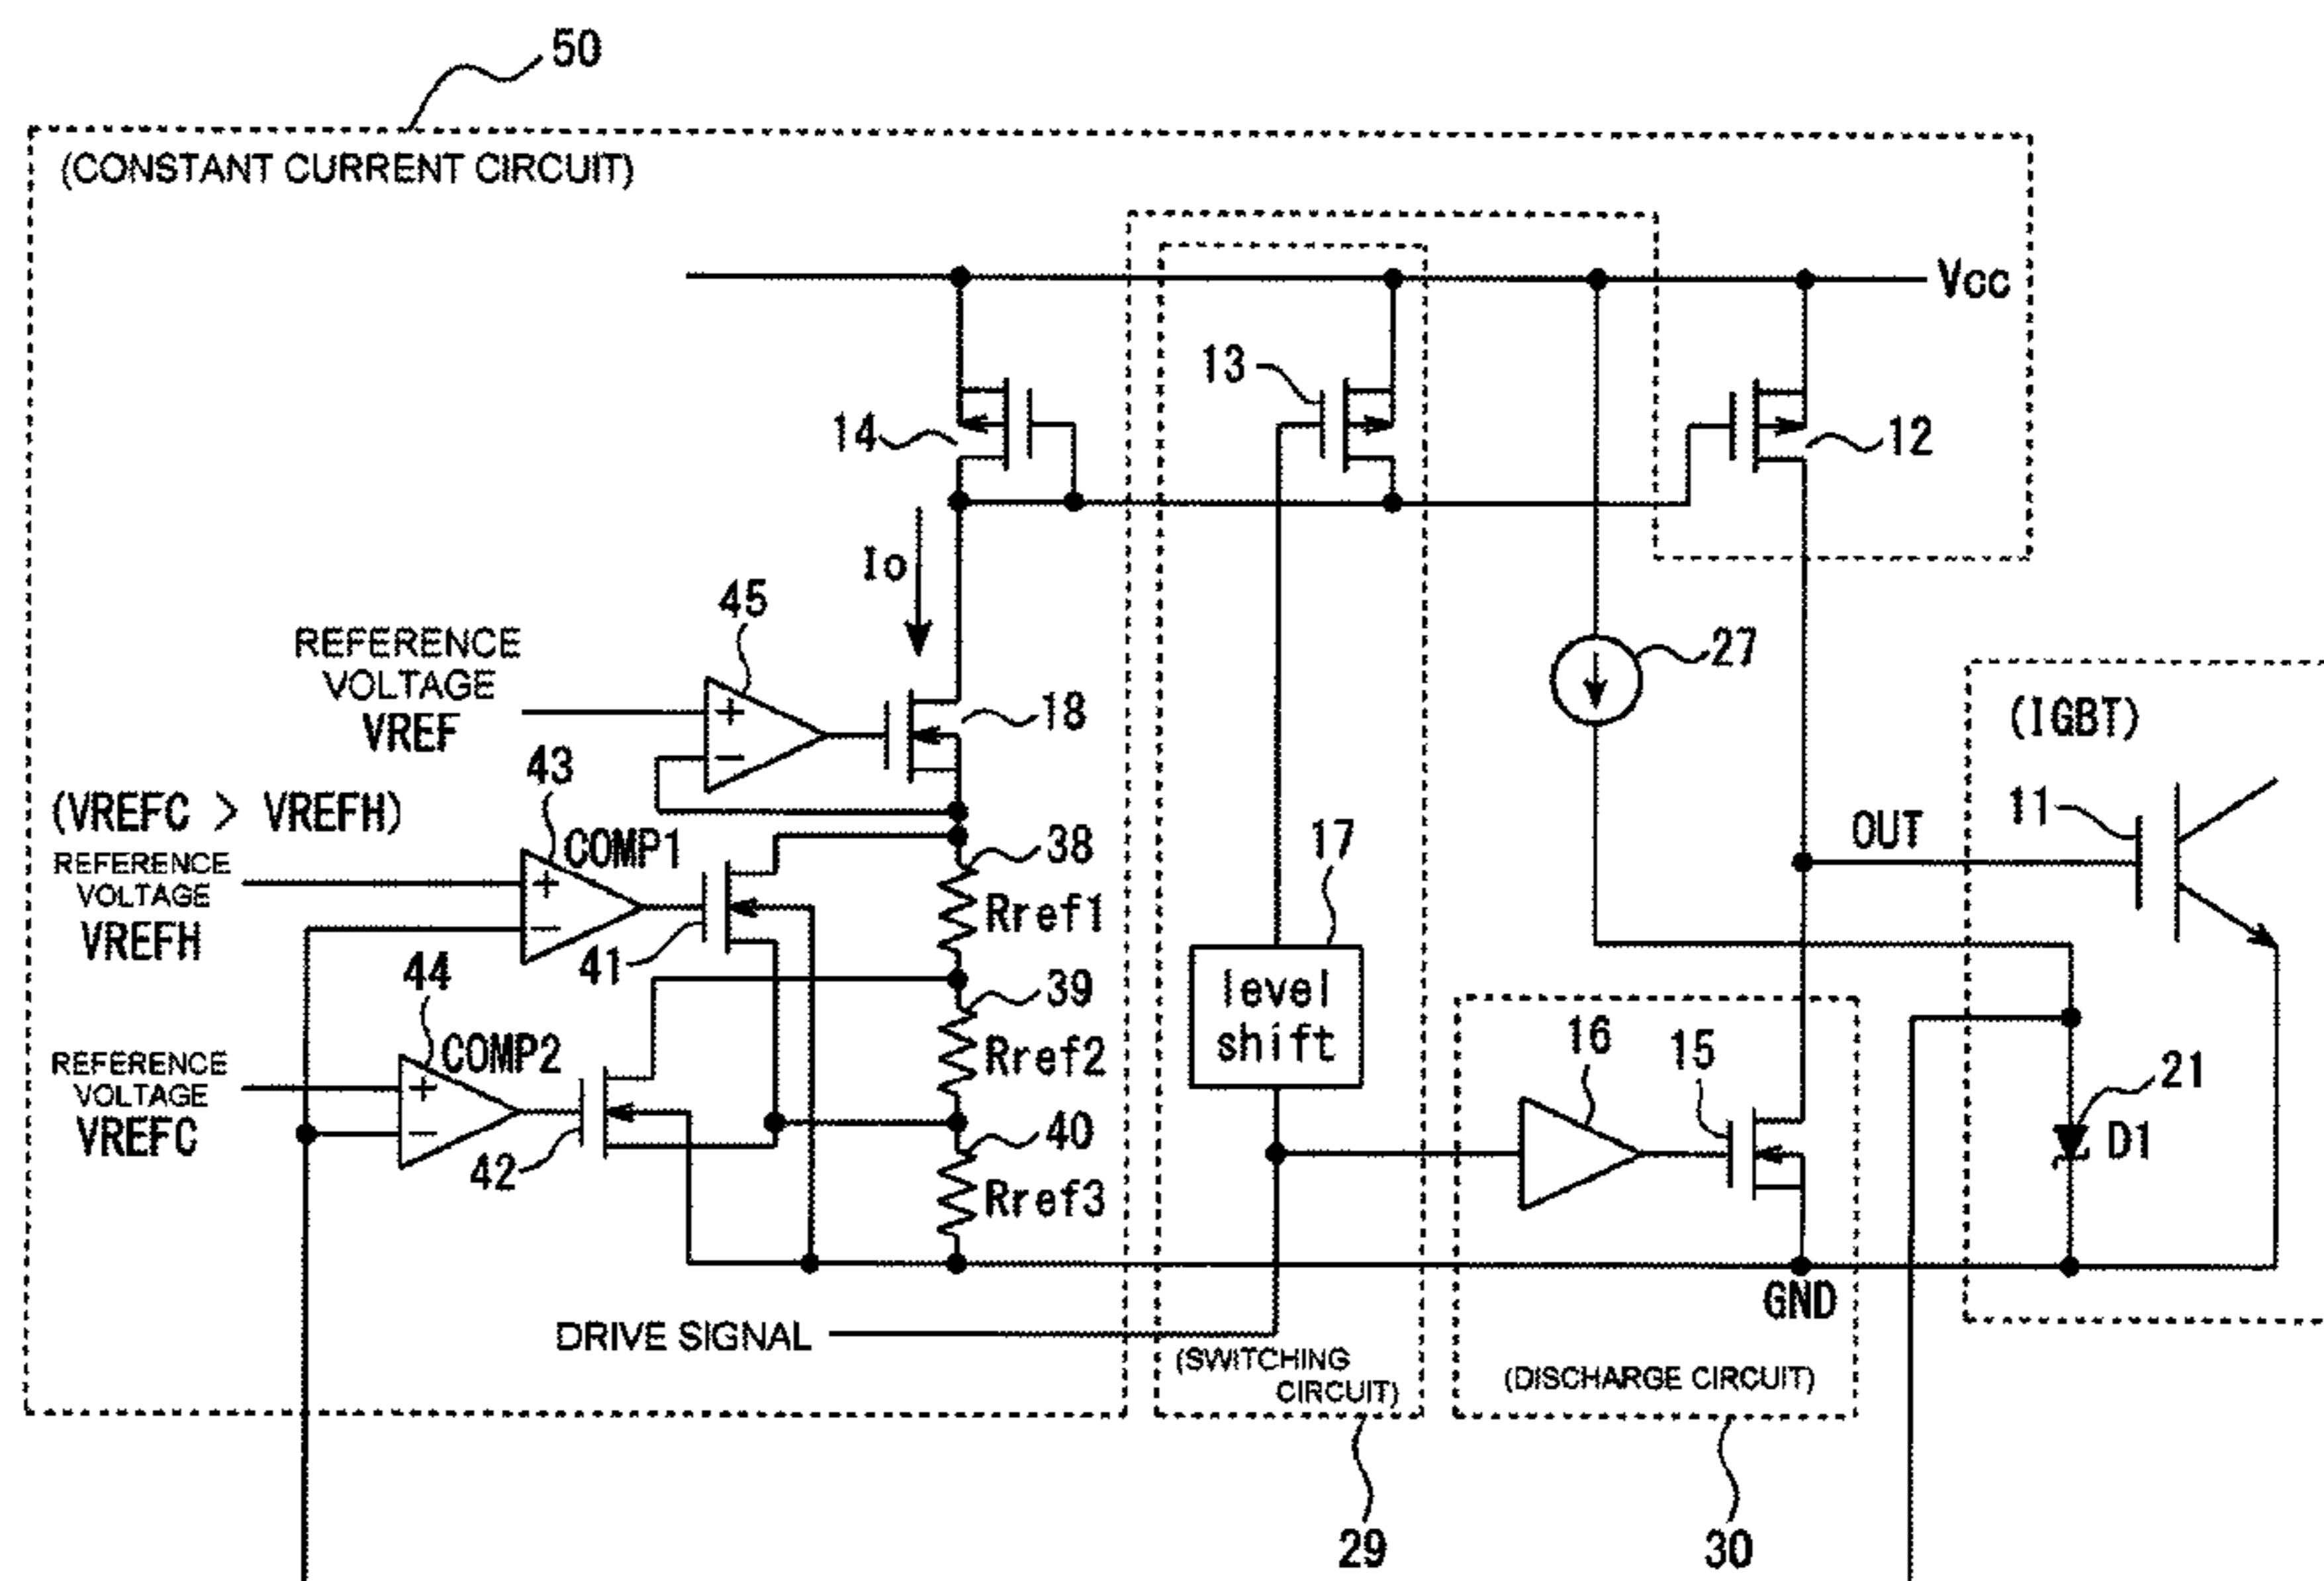 50
(CONSTANT CURRENT CIRCUIT)
Vcc
13
14
12
Io
45
REFERENCE
VOLTAGE
VREF
18
27
(IGBT)
43
(VREFC > VREFH)
COMP1
38
17
OUT
11
REFERENCE
VOLTAGE
VREFH
Rref1
41
44
39
level
shift
COMP2
Rref2
16
15
21
REFERENCE
VOLTAGE
VREFC
40
D1
42
Rref3
GND
DRIVE SIGNAL
(SWITCHING
CIRCUIT)
(DISCHARGE CIRCUIT)
29
30
+
−
+
−
+
−